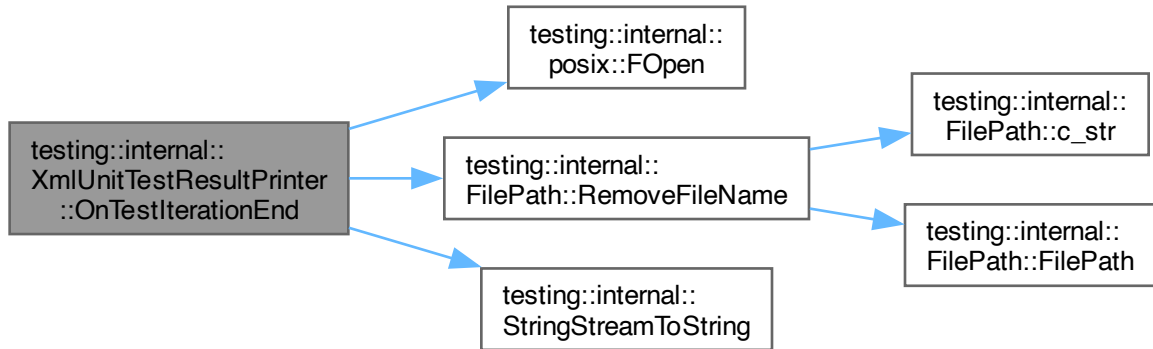 testing::internal::
XmlUnitTestResultPrinter
::OnTestIterationEnd
testing::internal::
posix::FOpen
testing::internal::
FilePath::RemoveFileName
testing::internal::
StringStreamToString
testing::internal::
FilePath::c_str
testing::internal::
FilePath::FilePath